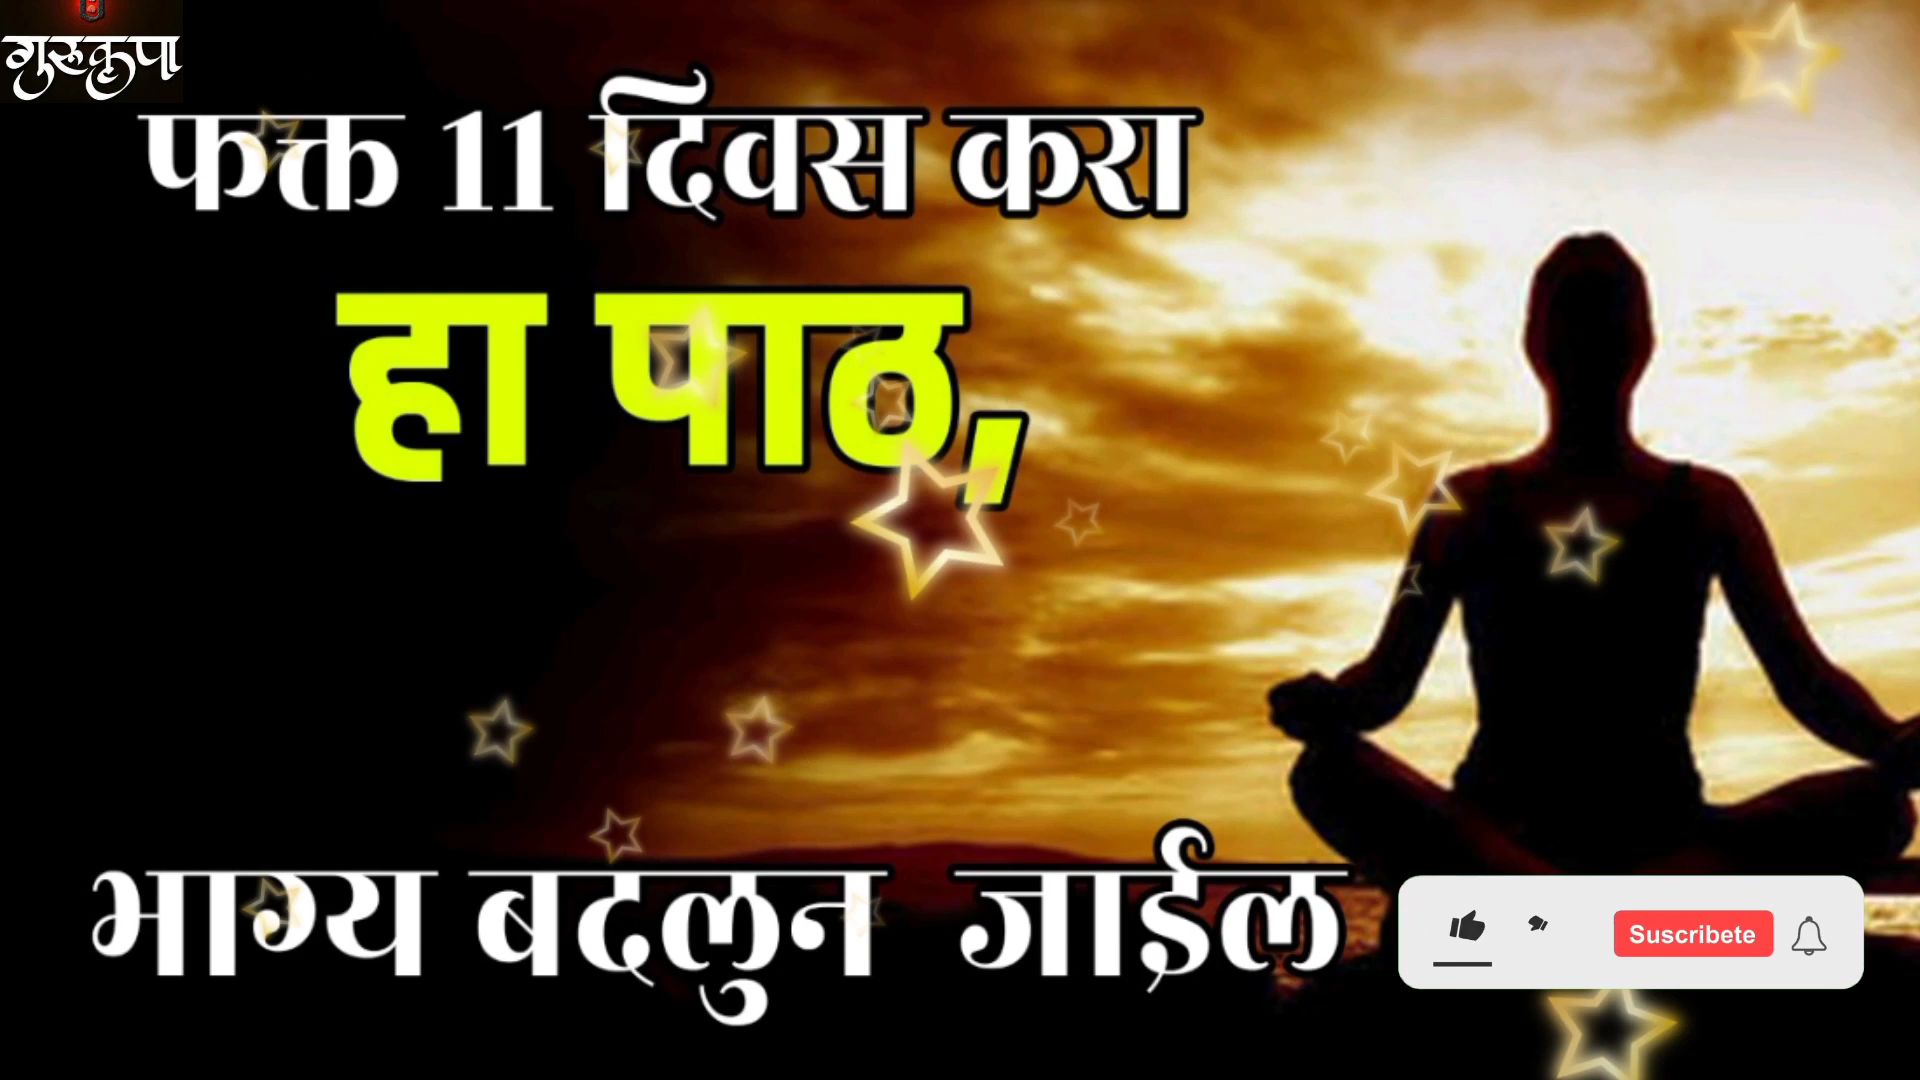 गुरुकृपा
फक्त 11 दिवस करा
हा पाठ,
भाग्य बदलुन जाईल
Suscribete